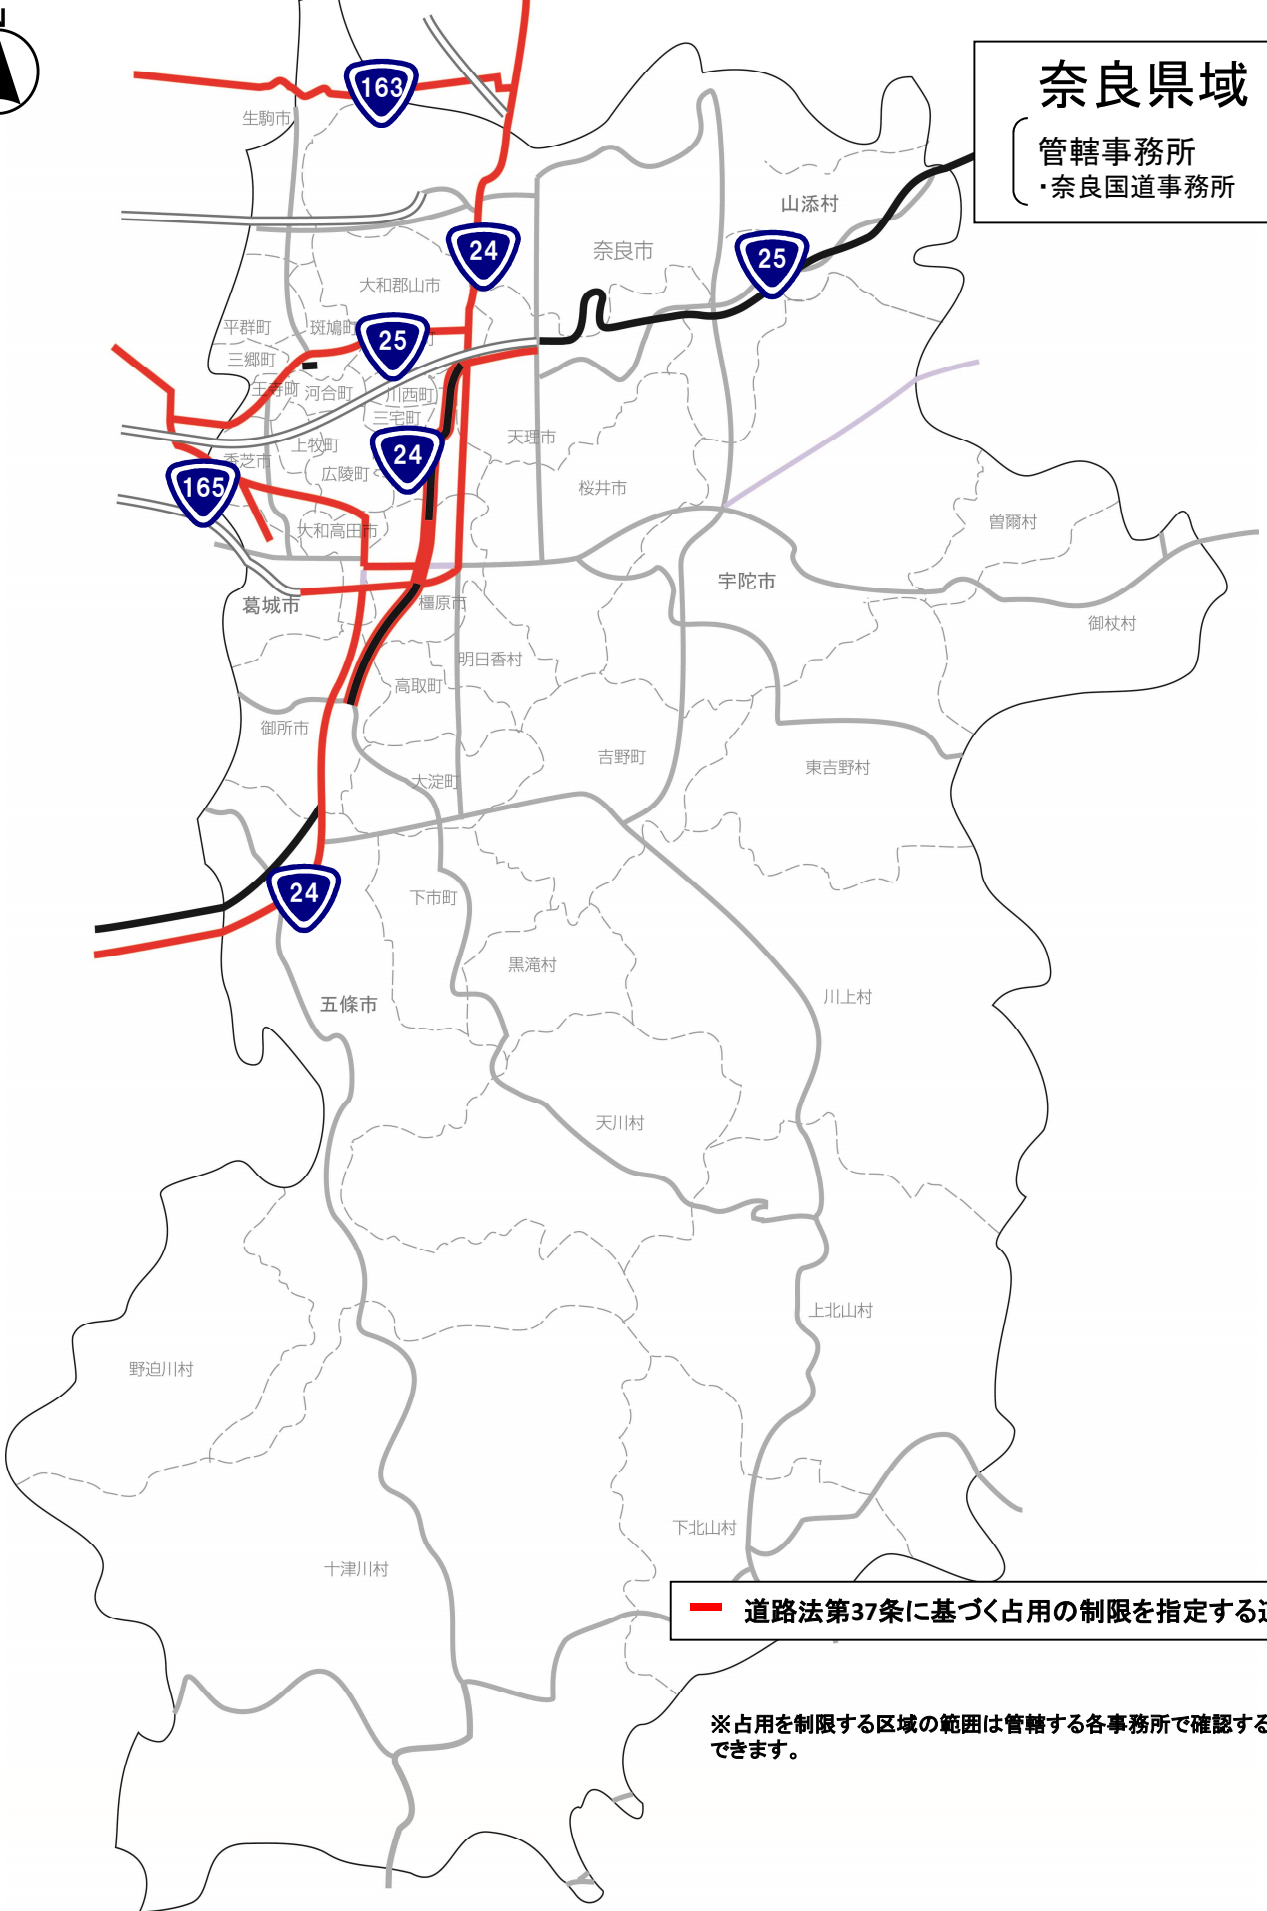 163
奈良県域
管轄事務所
・奈良国道事務所
生駒市
山添村
24
奈良市
25
大和郡山市
平群町
斑鳩町
25
三郷町
王寺町
河合町
川西町
三宅町
天理市
上牧町
24
香芝市
広陵町
165
桜井市
大和高田市
曽爾村
宇陀市
葛城市
橿原市
御杖村
明日香村
高取町
御所市
吉野町
東吉野村
大淀町
24
下市町
黒滝村
川上村
五條市
天川村
上北山村
野迫川村
下北山村
十津川村
道路法第37条に基づく占用の制限を指定する
※占用を制限する区域の範囲は管轄する各事務所で確認する
できます。